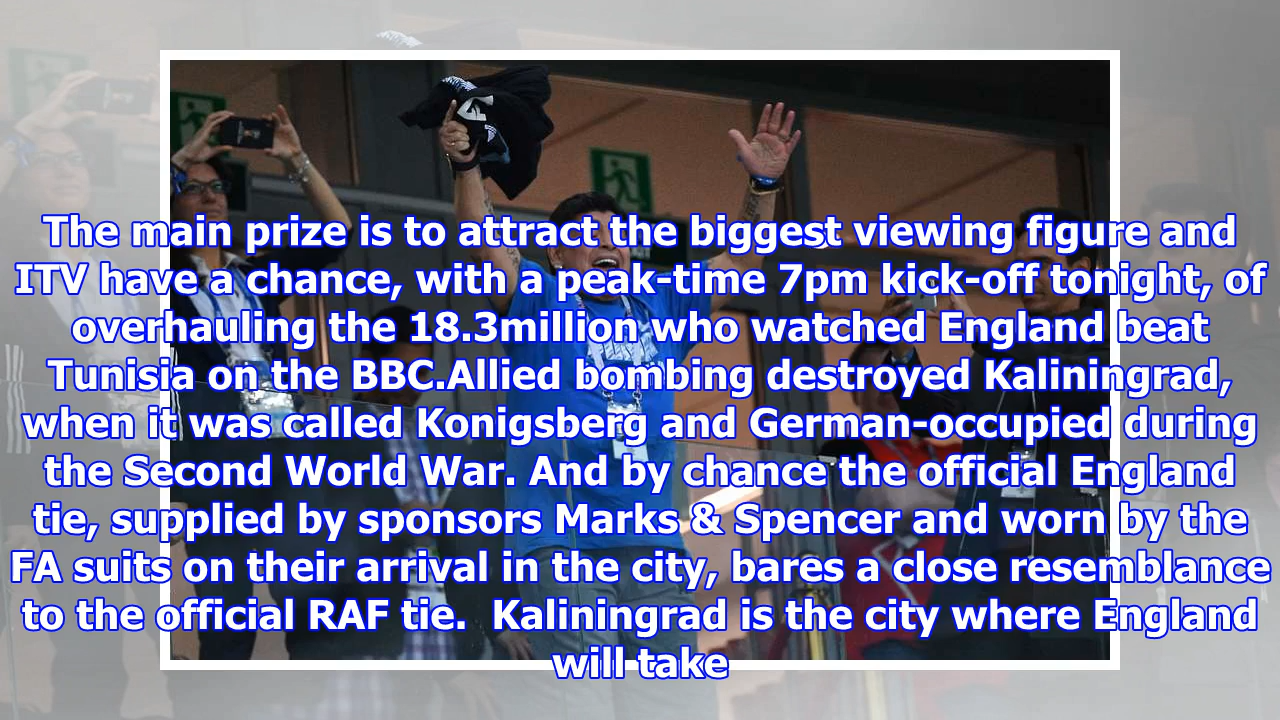 The main prize is to attract the biggest viewing figure and
ITV have a chance, with a peak-time 7pm kick-off tonight, of
overhauling the 18.3million who watched England beat
Tunisia on the BBC.Allied bombing destroyed Kaliningrad,
when it was called Konigsberg and German-occupied during
the Second World War. And by chance the official England
tie, supplied by sponsors Marks & Spencer and worn by the
FA suits on their arrival in the city, bares a close resemblance
to the official RAF tie.  Kaliningrad is the city where England
will take